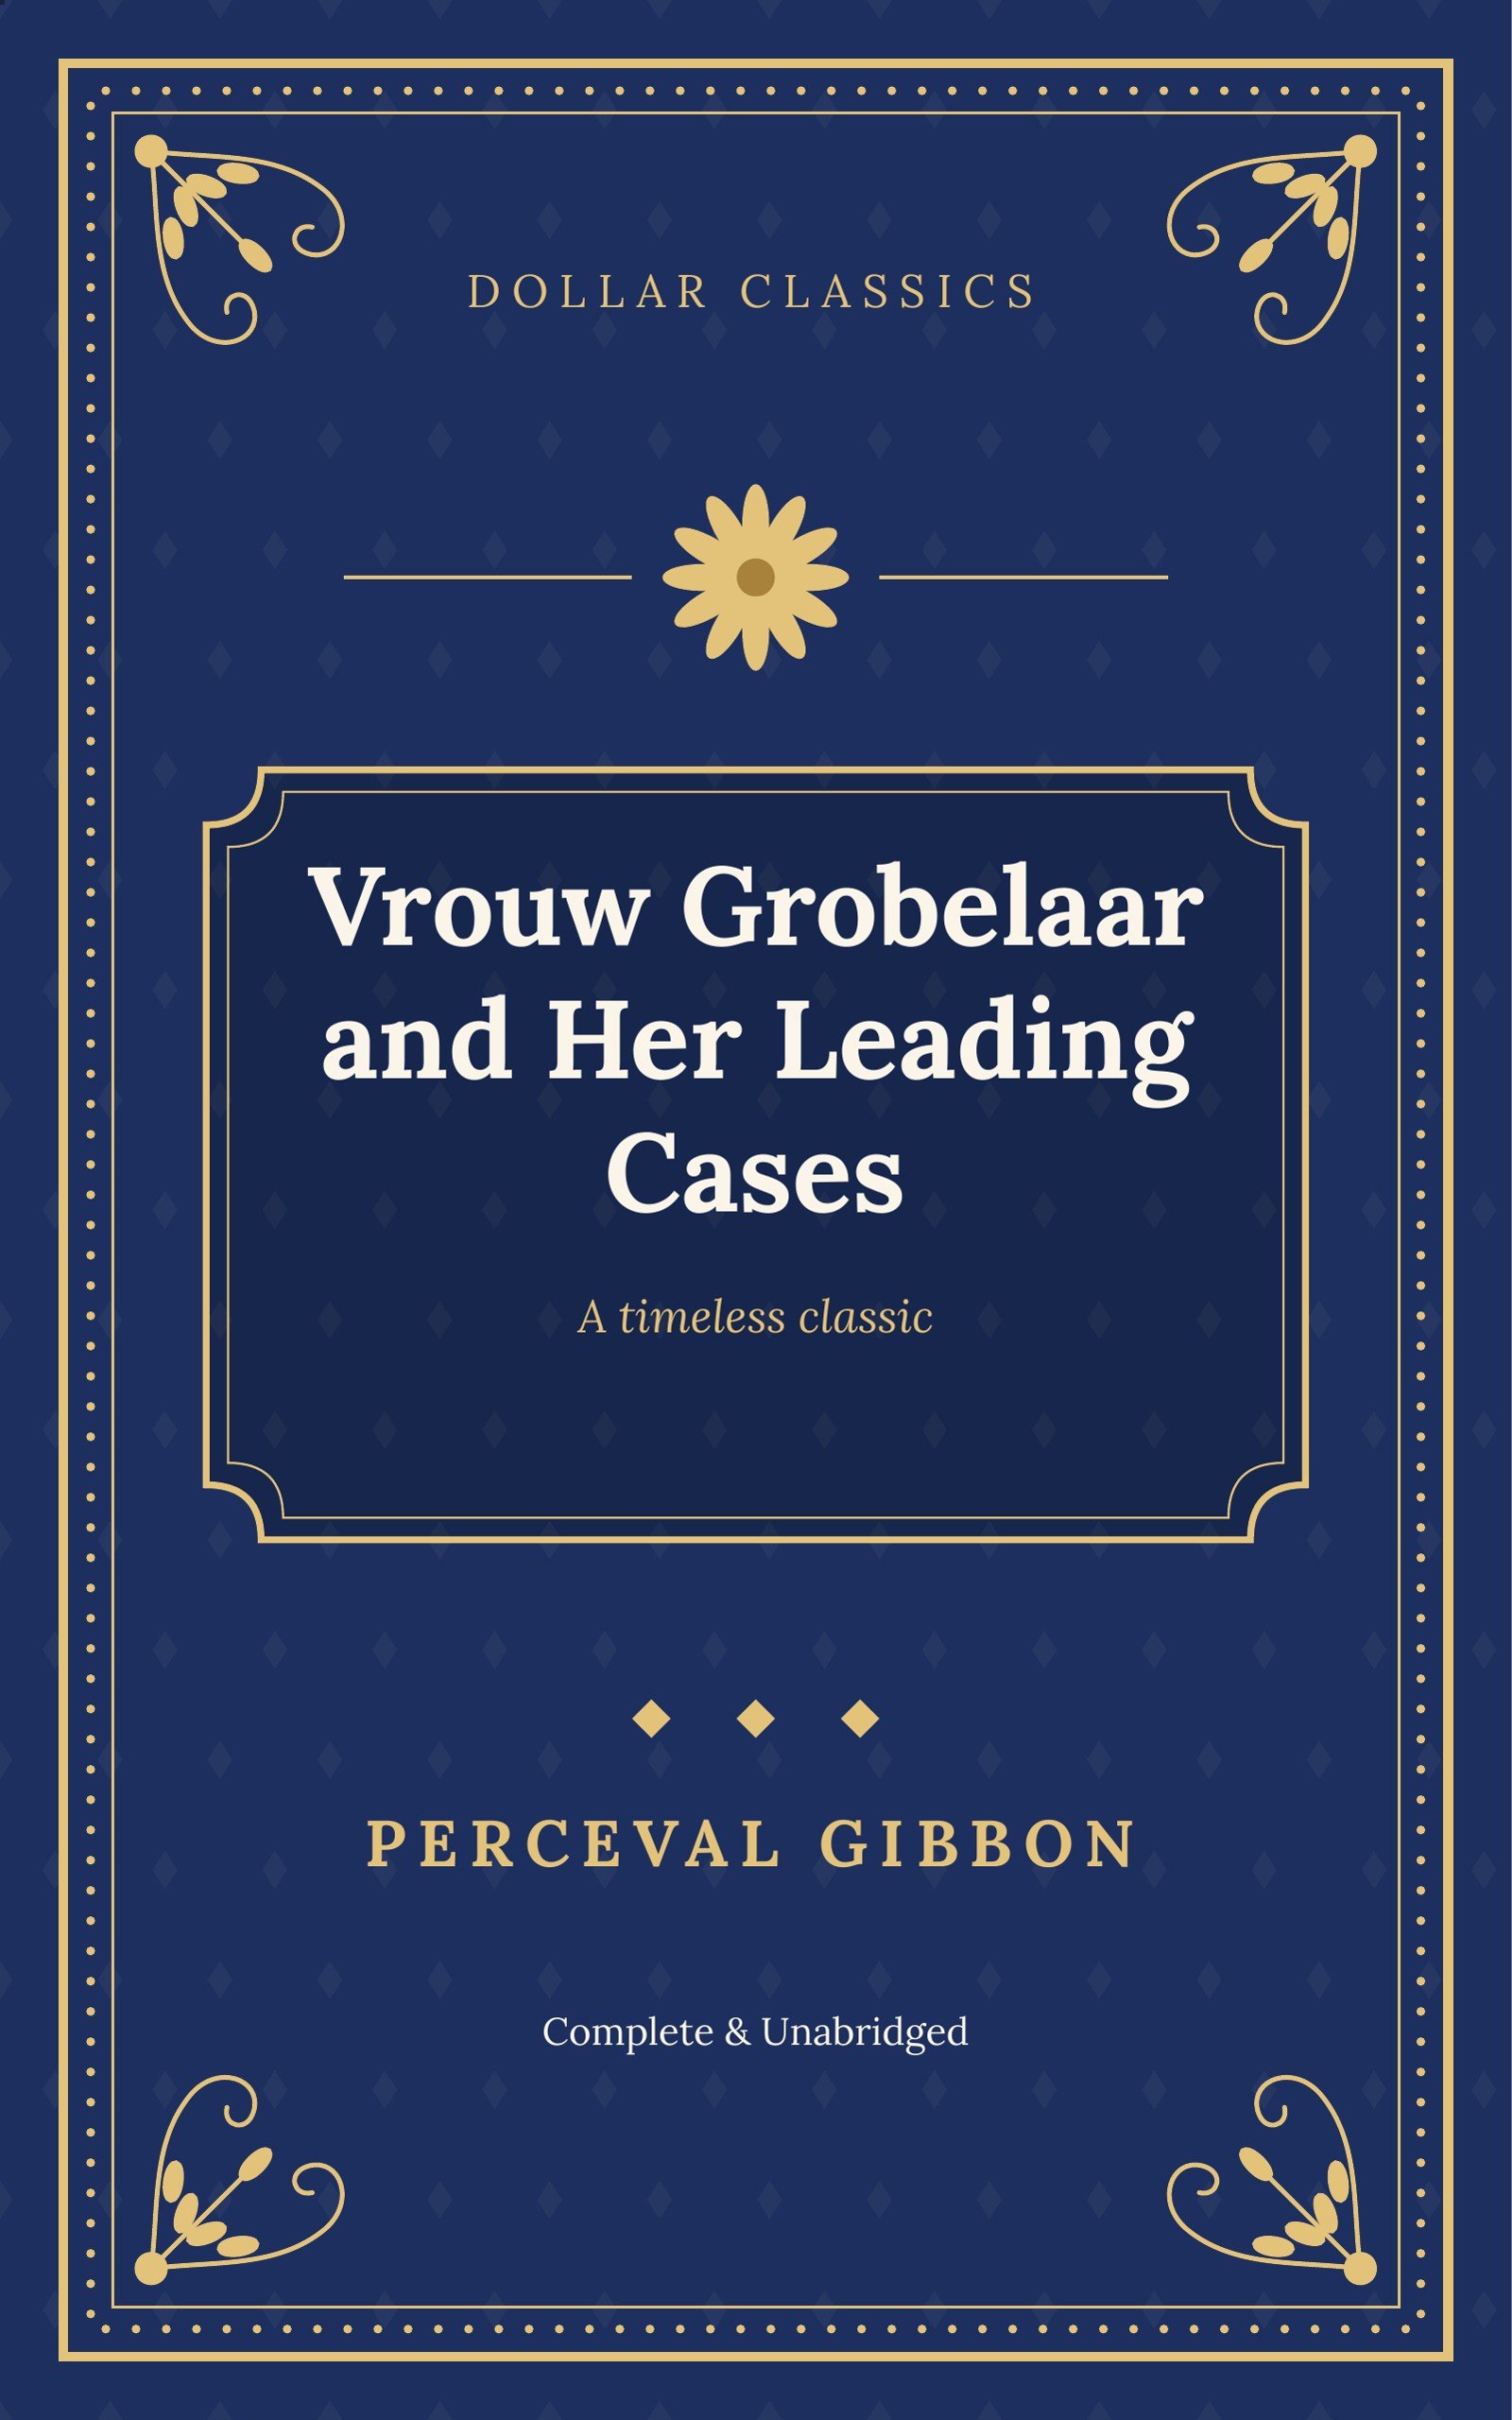 DOLLAR CLASSICS
Vrouw Grobelaar
and Her Leading
Cases
A timeless classic
PERCEVAL GIBBON
Complete & Unabridged